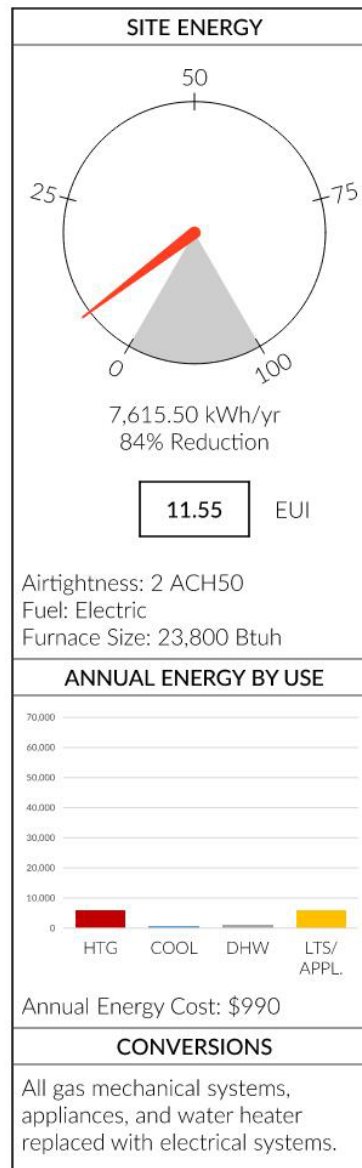 SITE ENERGY
50
25
75
0
100
7,615.50 kWh/yr
84% Reduction
11.55 EUI
Airtightness: 2 ACH50
Fuel: Electric
Furnace Size: 23,800 Btuh
ANNUAL ENERGY BY USE
70,000
60,000
50,000
40,000
30,000
20,000
10,000
0
HTG COOL DHW LTS/
APPL.
Annual Energy Cost: $990
CONVERSIONS
All gas mechanical systems,
appliances, and water heater
replaced with electrical systems.